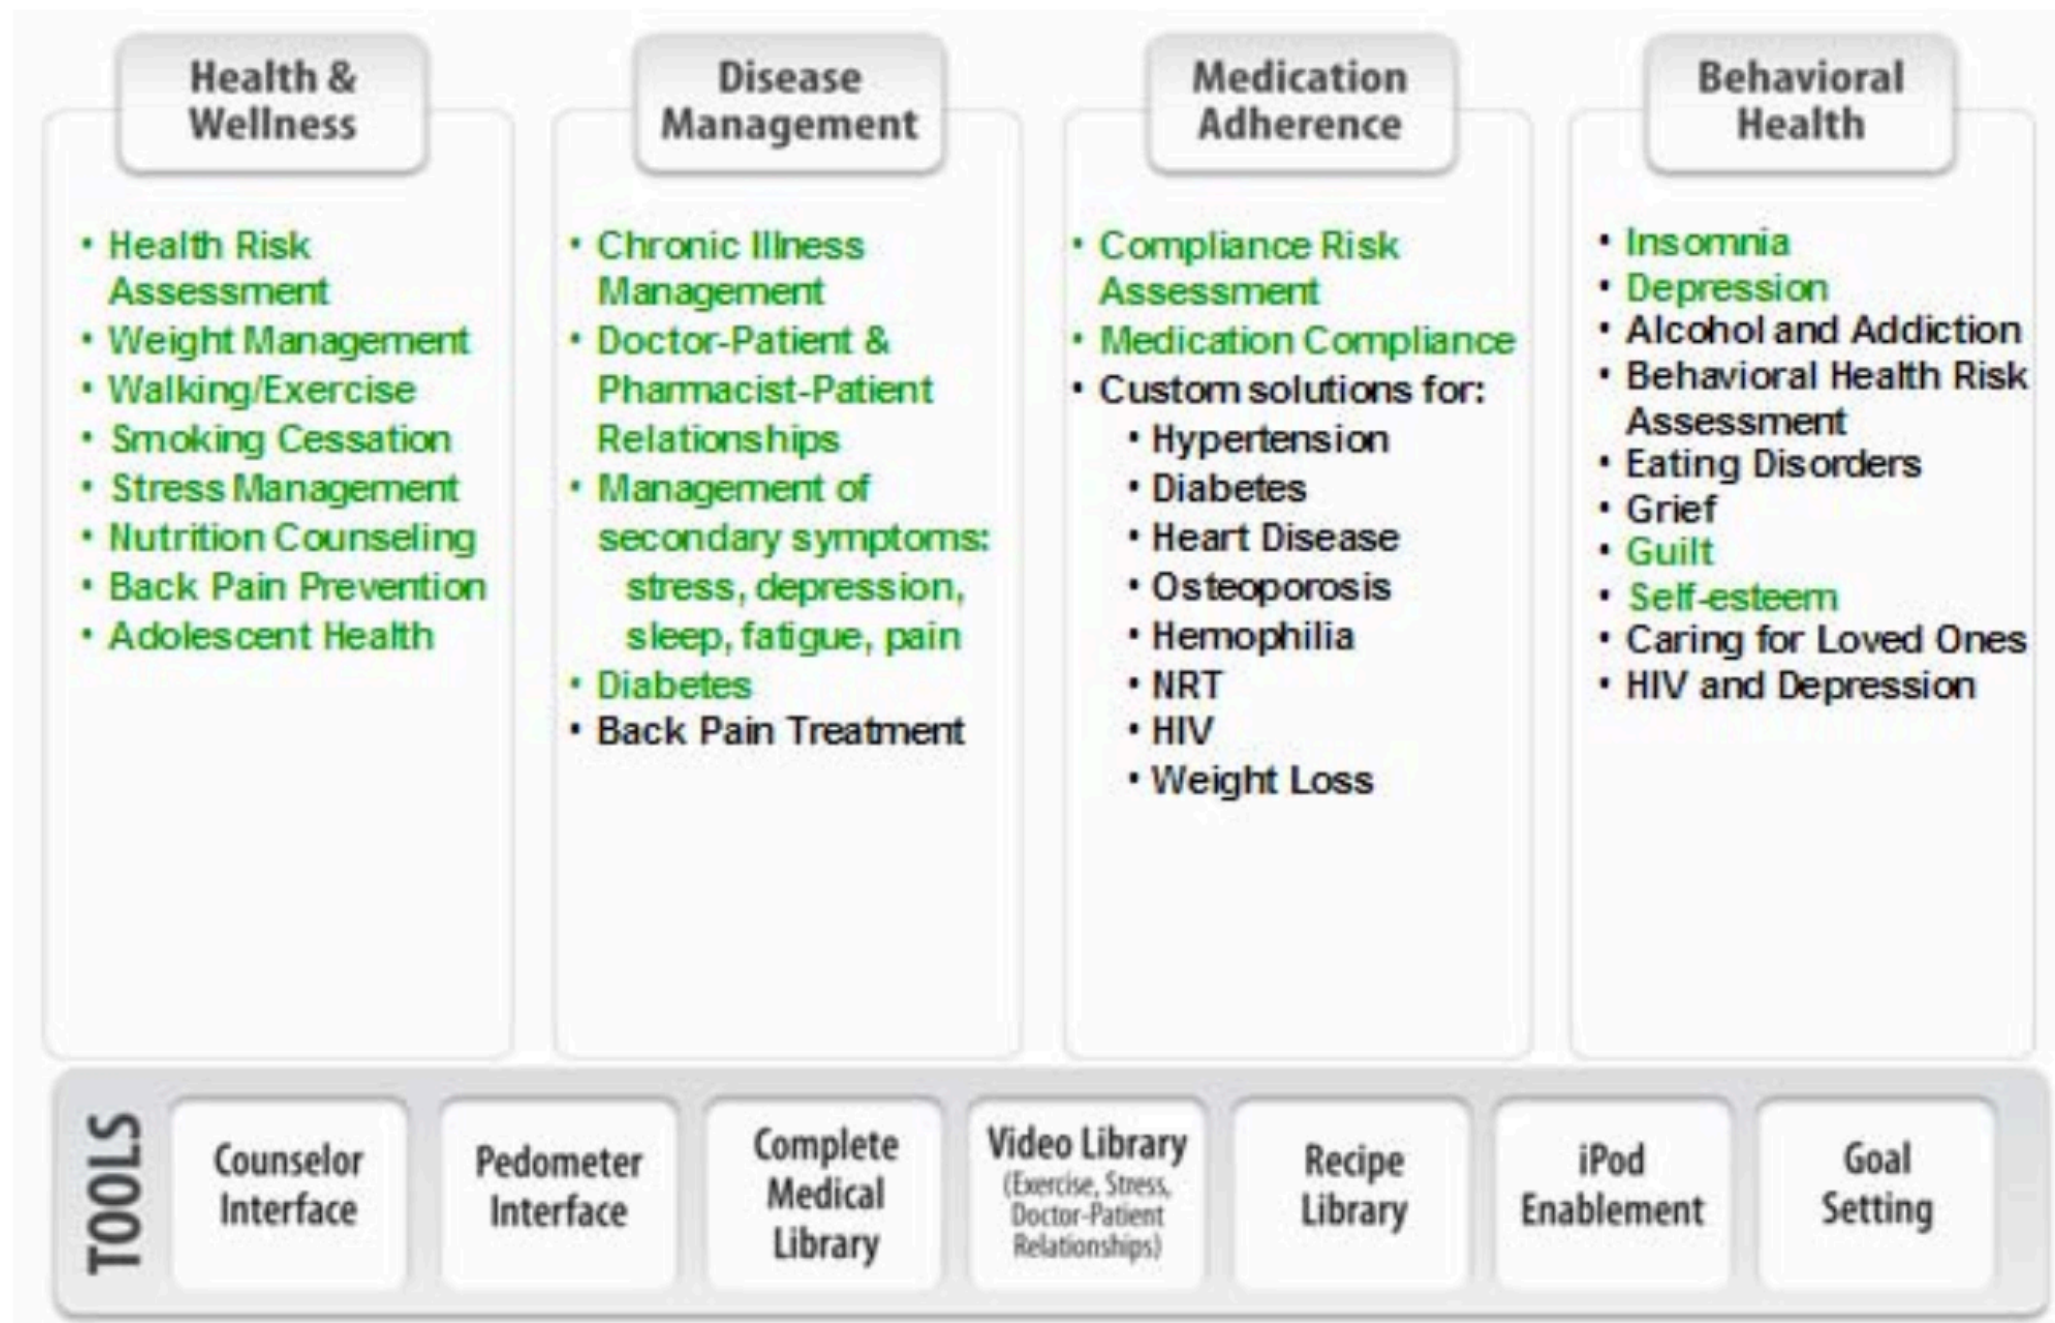 Health &
Wellness
• Health Risk
Assessment
• Weight Management
• Walking/Exercise
• Smoking Cessation
• Stress Management
• Nutrition Counseling
• Back Pain Prevention
• Adolescent Health
Disease
Management
• Chronic Illness
Management
• Doctor-Patient &
Pharmacist-Patient
Relationships
• Management of
secondary symptoms:
stress, depression,
sleep, fatigue, pain
• Diabetes
• Back Pain Treatment
Medication
Adherence
• Compliance Risk
Assessment
• Medication Compliance
• Custom solutions for:
• Hypertension
• Diabetes
• Heart Disease
• Osteoporosis
• Hemophilia
• NRT
• HIV
• Weight Loss
Behavioral
Health
• Insomnia
• Depression
• Alcohol and Addiction
• Behavioral Health Risk
Assessment
• Eating Disorders
• Grief
• Guilt
• Self-esteem
• Caring for Loved Ones
• HIV and Depression
TOOLS
Counselor
Interface
Pedometer
Interface
Complete
Medical
Library
Video Library
(Exercise, Stress,
Doctor-Patient
Relationships)
Recipe
Library
iPod
Enablement
Goal
Setting